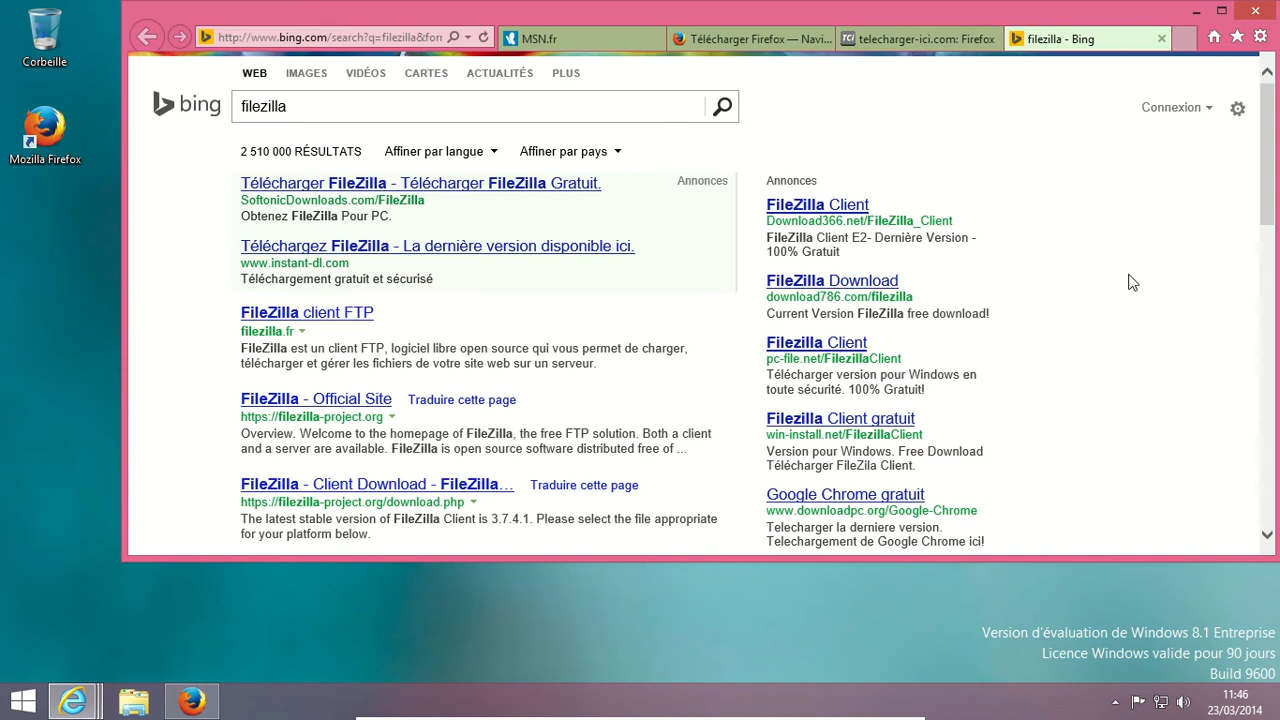 Corbeille
Mozilla Firefox
http://www.bing.com/search?q=filezilla&for
MSN.fr
Télécharger Firefox — Navi...
TCI telecharger-ici.com: Firefox
filezilla - Bing
WEB IMAGES VIDÉOS CARTES ACTUALITÉS PLUS
bing
filezilla
Connexion
2 510 000 RÉSULTATS Affiner par langue Affiner par pays
Annonces
Télécharger FileZilla - Télécharger FileZilla Gratuit.
SoftonicDownloads.com/FileZilla
Obtenez FileZilla Pour PC.
Téléchargez FileZilla - La dernière version disponible ici.
www.instant-dl.com
Téléchargement gratuit et sécurisé
FileZilla client FTP
filezilla.fr
FileZilla est un client FTP, logiciel libre open source qui vous permet de charger,
télécharger et gérer les fichiers de votre site web sur un serveur.
FileZilla - Official Site Traduire cette page
https://filezilla-project.org
Overview. Welcome to the homepage of FileZilla, the free FTP solution. Both a client
and a server are available. FileZilla is open source software distributed free of ...
FileZilla - Client Download - FileZilla... Traduire cette page
https://filezilla-project.org/download.php
The latest stable version of FileZilla Client is 3.7.4.1. Please select the file appropriate
for your platform below.
Annonces
FileZilla Client
Download366.net/FileZilla_Client
FileZilla Client E2- Dernière Version -
100% Gratuit
FileZilla Download
download786.com/filezilla
Current Version FileZilla free download!
Filezilla Client
pc-file.net/FilezillaClient
Télécharger version pour Windows en
toute sécurité. 100% Gratuit!
Filezilla Client gratuit
win-install.net/FilezillaClient
Version pour Windows. Free Download
Télécharger FileZila Client.
Google Chrome gratuit
www.downloadpc.org/Google-Chrome
Telecharger la derniere version.
Telechargement de Google Chrome ici!
Version d'évaluation de Windows 8.1 Entreprise
Licence Windows valide pour 90 jours
Build 9600
11:46
23/03/2014